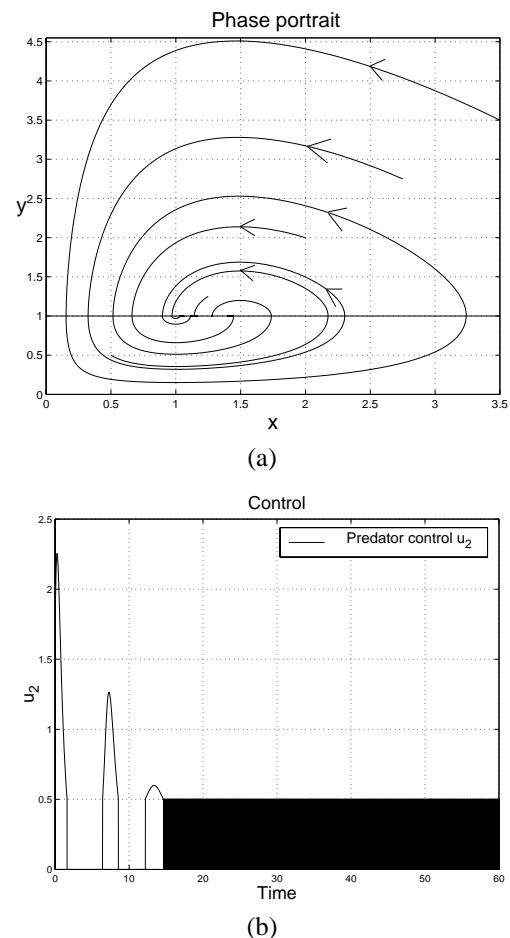 Phase portrait
4.5
4
3.5
3
y 2.5
2
1.5
1
0.5
0
0 0.5 1 1.5 2 2.5 3 3.5
x
(a)
Control
2.5
Predator control u2
2
1.5
u2
1
0.5
0
0 10 20 30 40 50 60
Time
(b)